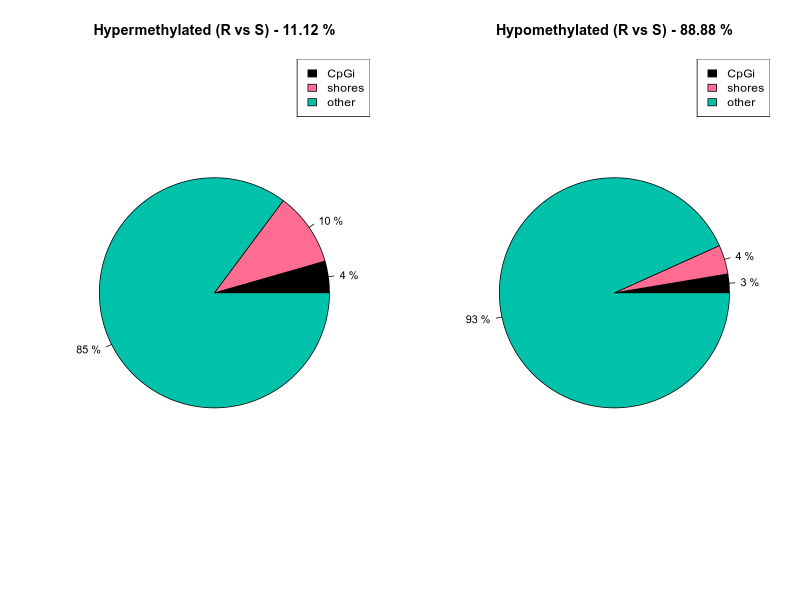 Hypermethylated (R vs S) - 11.12 %
CpGi
shores
other
10 %
4 %
85 %
Hypomethylated (R vs S) - 88.88 %
CpGi
shores
other
4 %
3 %
93 %